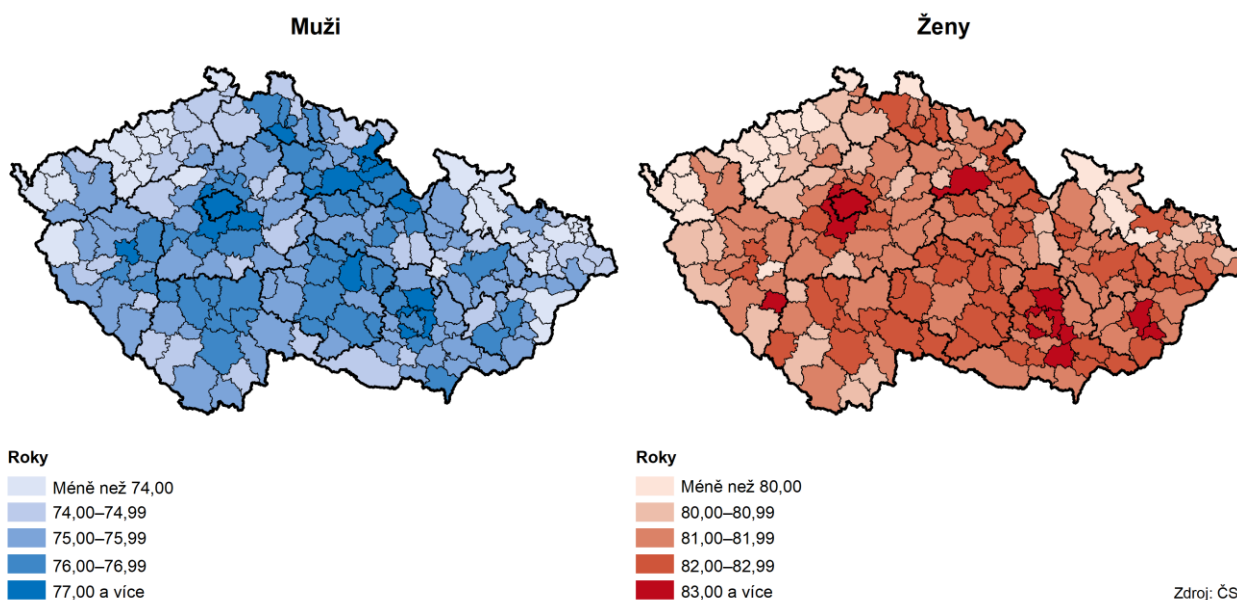 Muži
Ženy
Roky
Méně než 74,00
74,00–74,99
75,00–75,99
76,00–76,99
77,00 a více
Roky
Méně než 80,00
80,00–80,99
81,00–81,99
82,00–82,99
83,00 a více
Zdroj: ČS